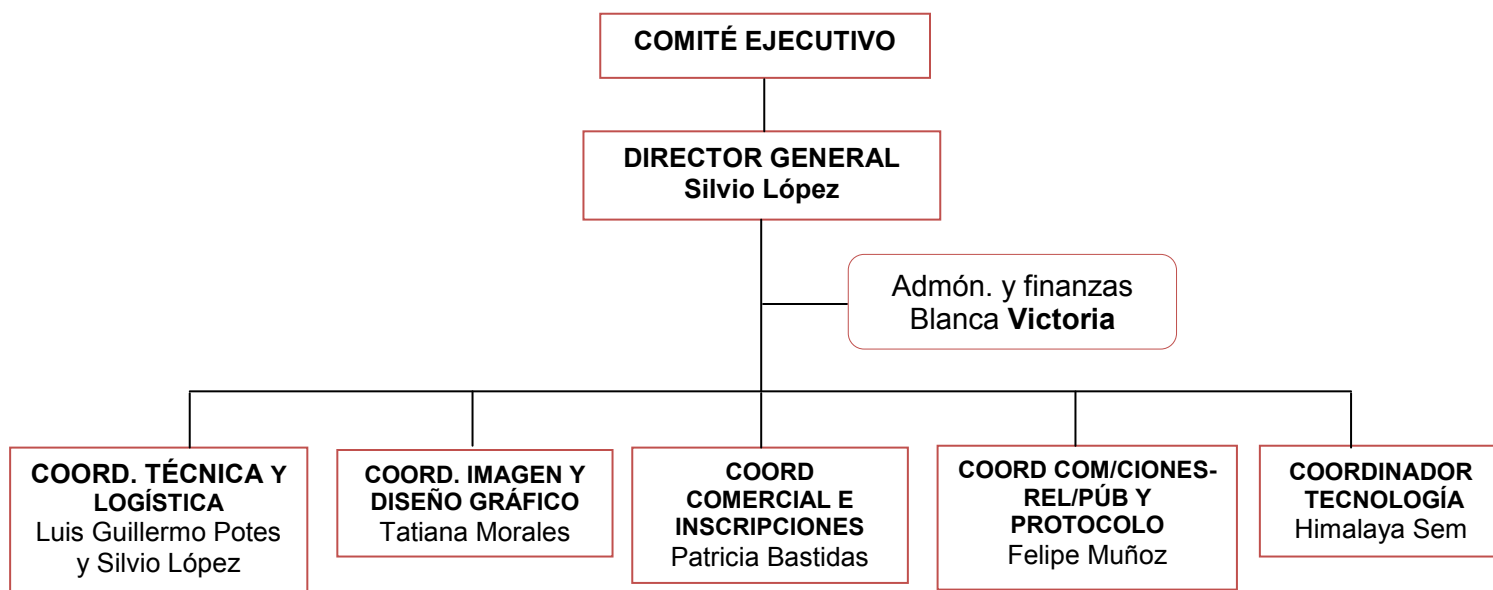 COMITÉ EJECUTIVO
DIRECTOR GENERAL
Silvio López
Admón. y finanzas
Blanca Victoria
COORD. TÉCNICA Y
LOGÍSTICA
Luis Guillermo Potes
y Silvio López
COORD. IMAGEN Y
DISEÑO GRÁFICO
Tatiana Morales
COORD
COMERCIAL E
INSCRIPCIONES
Patricia Bastidas
COORD COM/CIONES-
REL/PÚB Y
PROTOCOLO
Felipe Muñoz
COORDINADOR
TECNOLOGÍA
Himalaya Sem